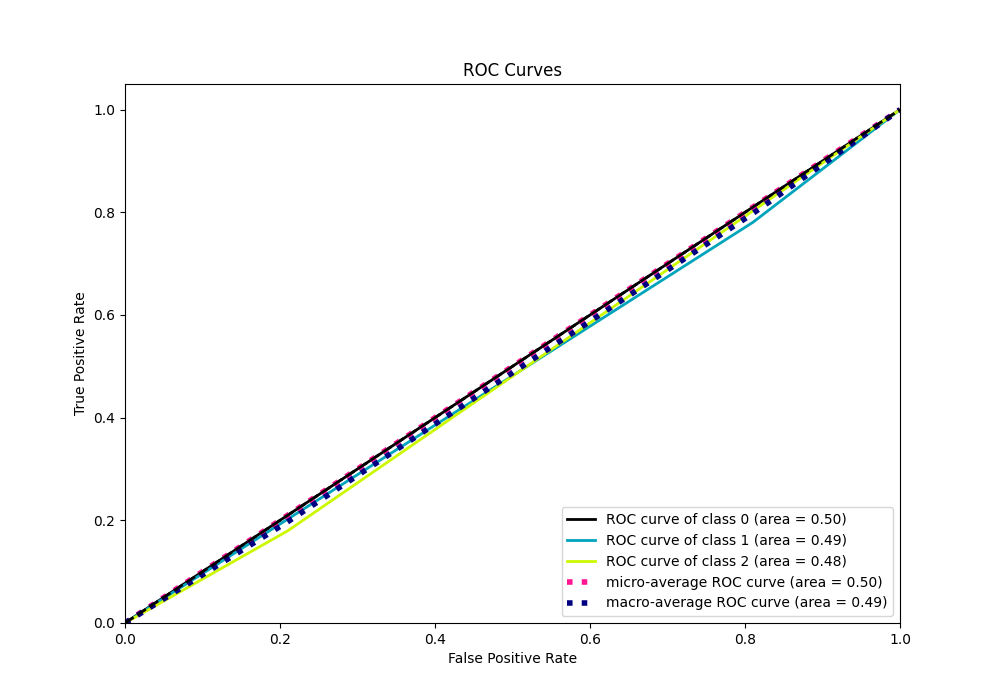 ROC Curves
True Positive Rate
1.0
0.8
0.6
0.4
0.2
0.0
0.0 0.2 0.4 0.6 0.8 1.0
False Positive Rate
ROC curve of class 0 (area = 0.50)
ROC curve of class 1 (area = 0.49)
ROC curve of class 2 (area = 0.48)
micro-average ROC curve (area = 0.50)
macro-average ROC curve (area = 0.49)